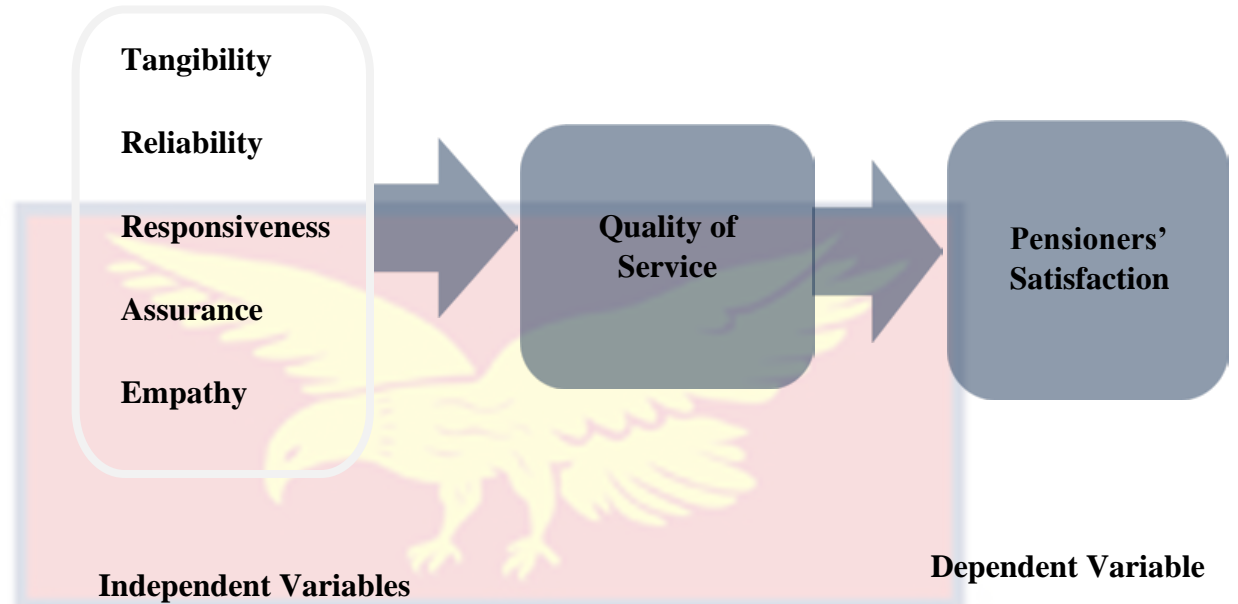 Tangibility
Reliability
Responsiveness
Assurance
Empathy
Quality of
Service
Pensioners’
Satisfaction
Independent Variables
Dependent Variable